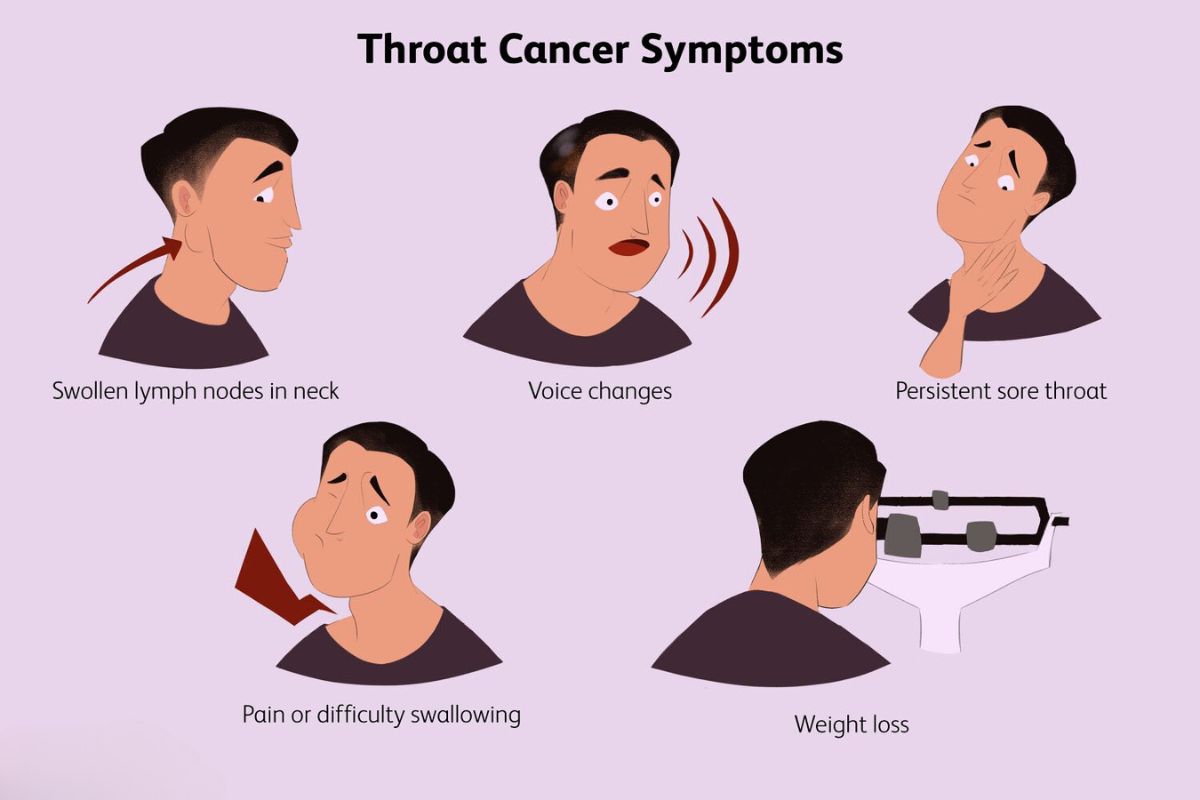 Throat Cancer Symptoms
Swollen lymph nodes in neck
Voice changes
Persistent sore throat
Pain or difficulty swallowing
Weight loss